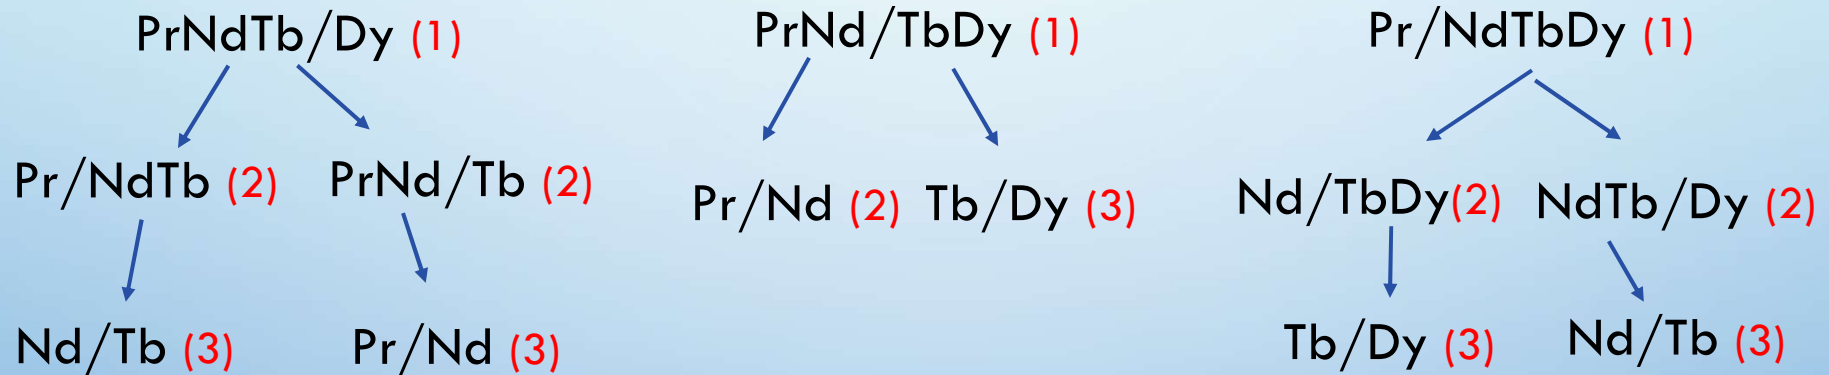 PrNdTb/Dy (1)
PrNd/TbDy (1)
Pr/NdTbDy (1)
Pr/NdTb (2)
PrNd/Tb (2)
Pr/Nd (2)
Tb/Dy (3)
Nd/TbDy(2)
NdTb/Dy (2)
Nd/Tb (3)
Pr/Nd (3)
Tb/Dy (3)
Nd/Tb (3)